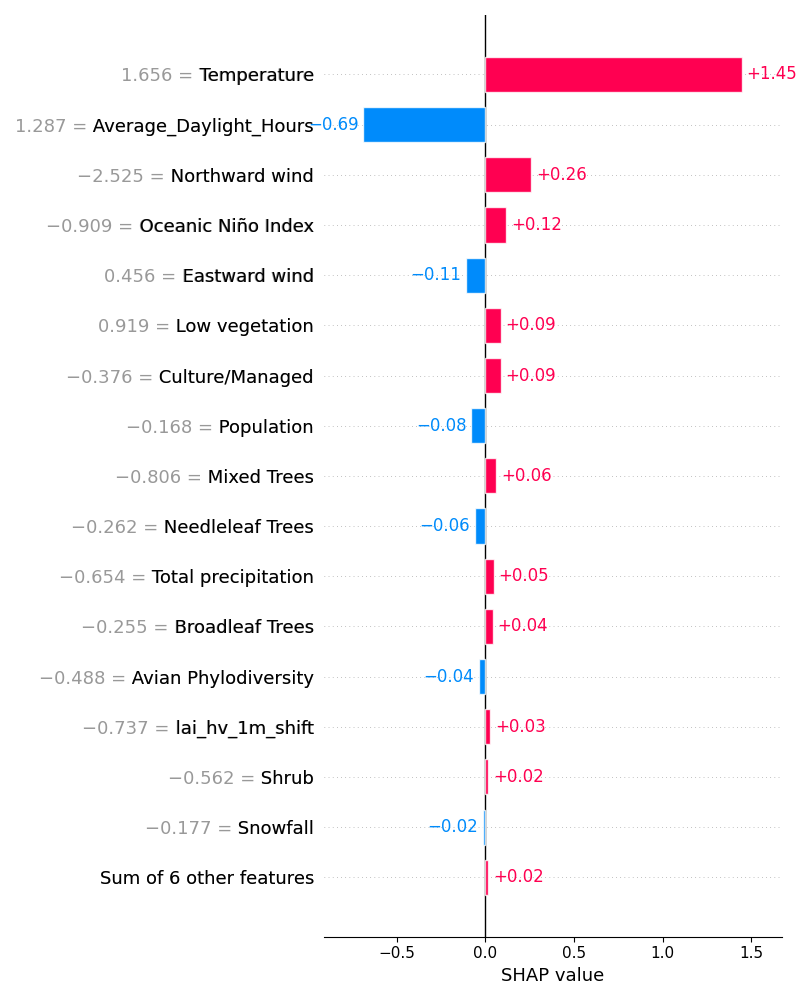 1.656 = Temperature +1.45
1.287 = Average_Daylight_Hours −0.69
−2.525 = Northward wind +0.26
−0.909 = Oceanic Niño Index +0.12
0.456 = Eastward wind −0.11
0.919 = Low vegetation +0.09
−0.376 = Culture/Managed +0.09
−0.168 = Population −0.08
−0.806 = Mixed Trees +0.06
−0.262 = Needleleaf Trees −0.06
−0.654 = Total precipitation +0.05
−0.255 = Broadleaf Trees +0.04
−0.488 = Avian Phylodiversity −0.04
−0.737 = lai_hv_1m_shift +0.03
−0.562 = Shrub +0.02
−0.177 = Snowfall −0.02
Sum of 6 other features +0.02
−0.5 0.0 0.5 1.0 1.5
SHAP value